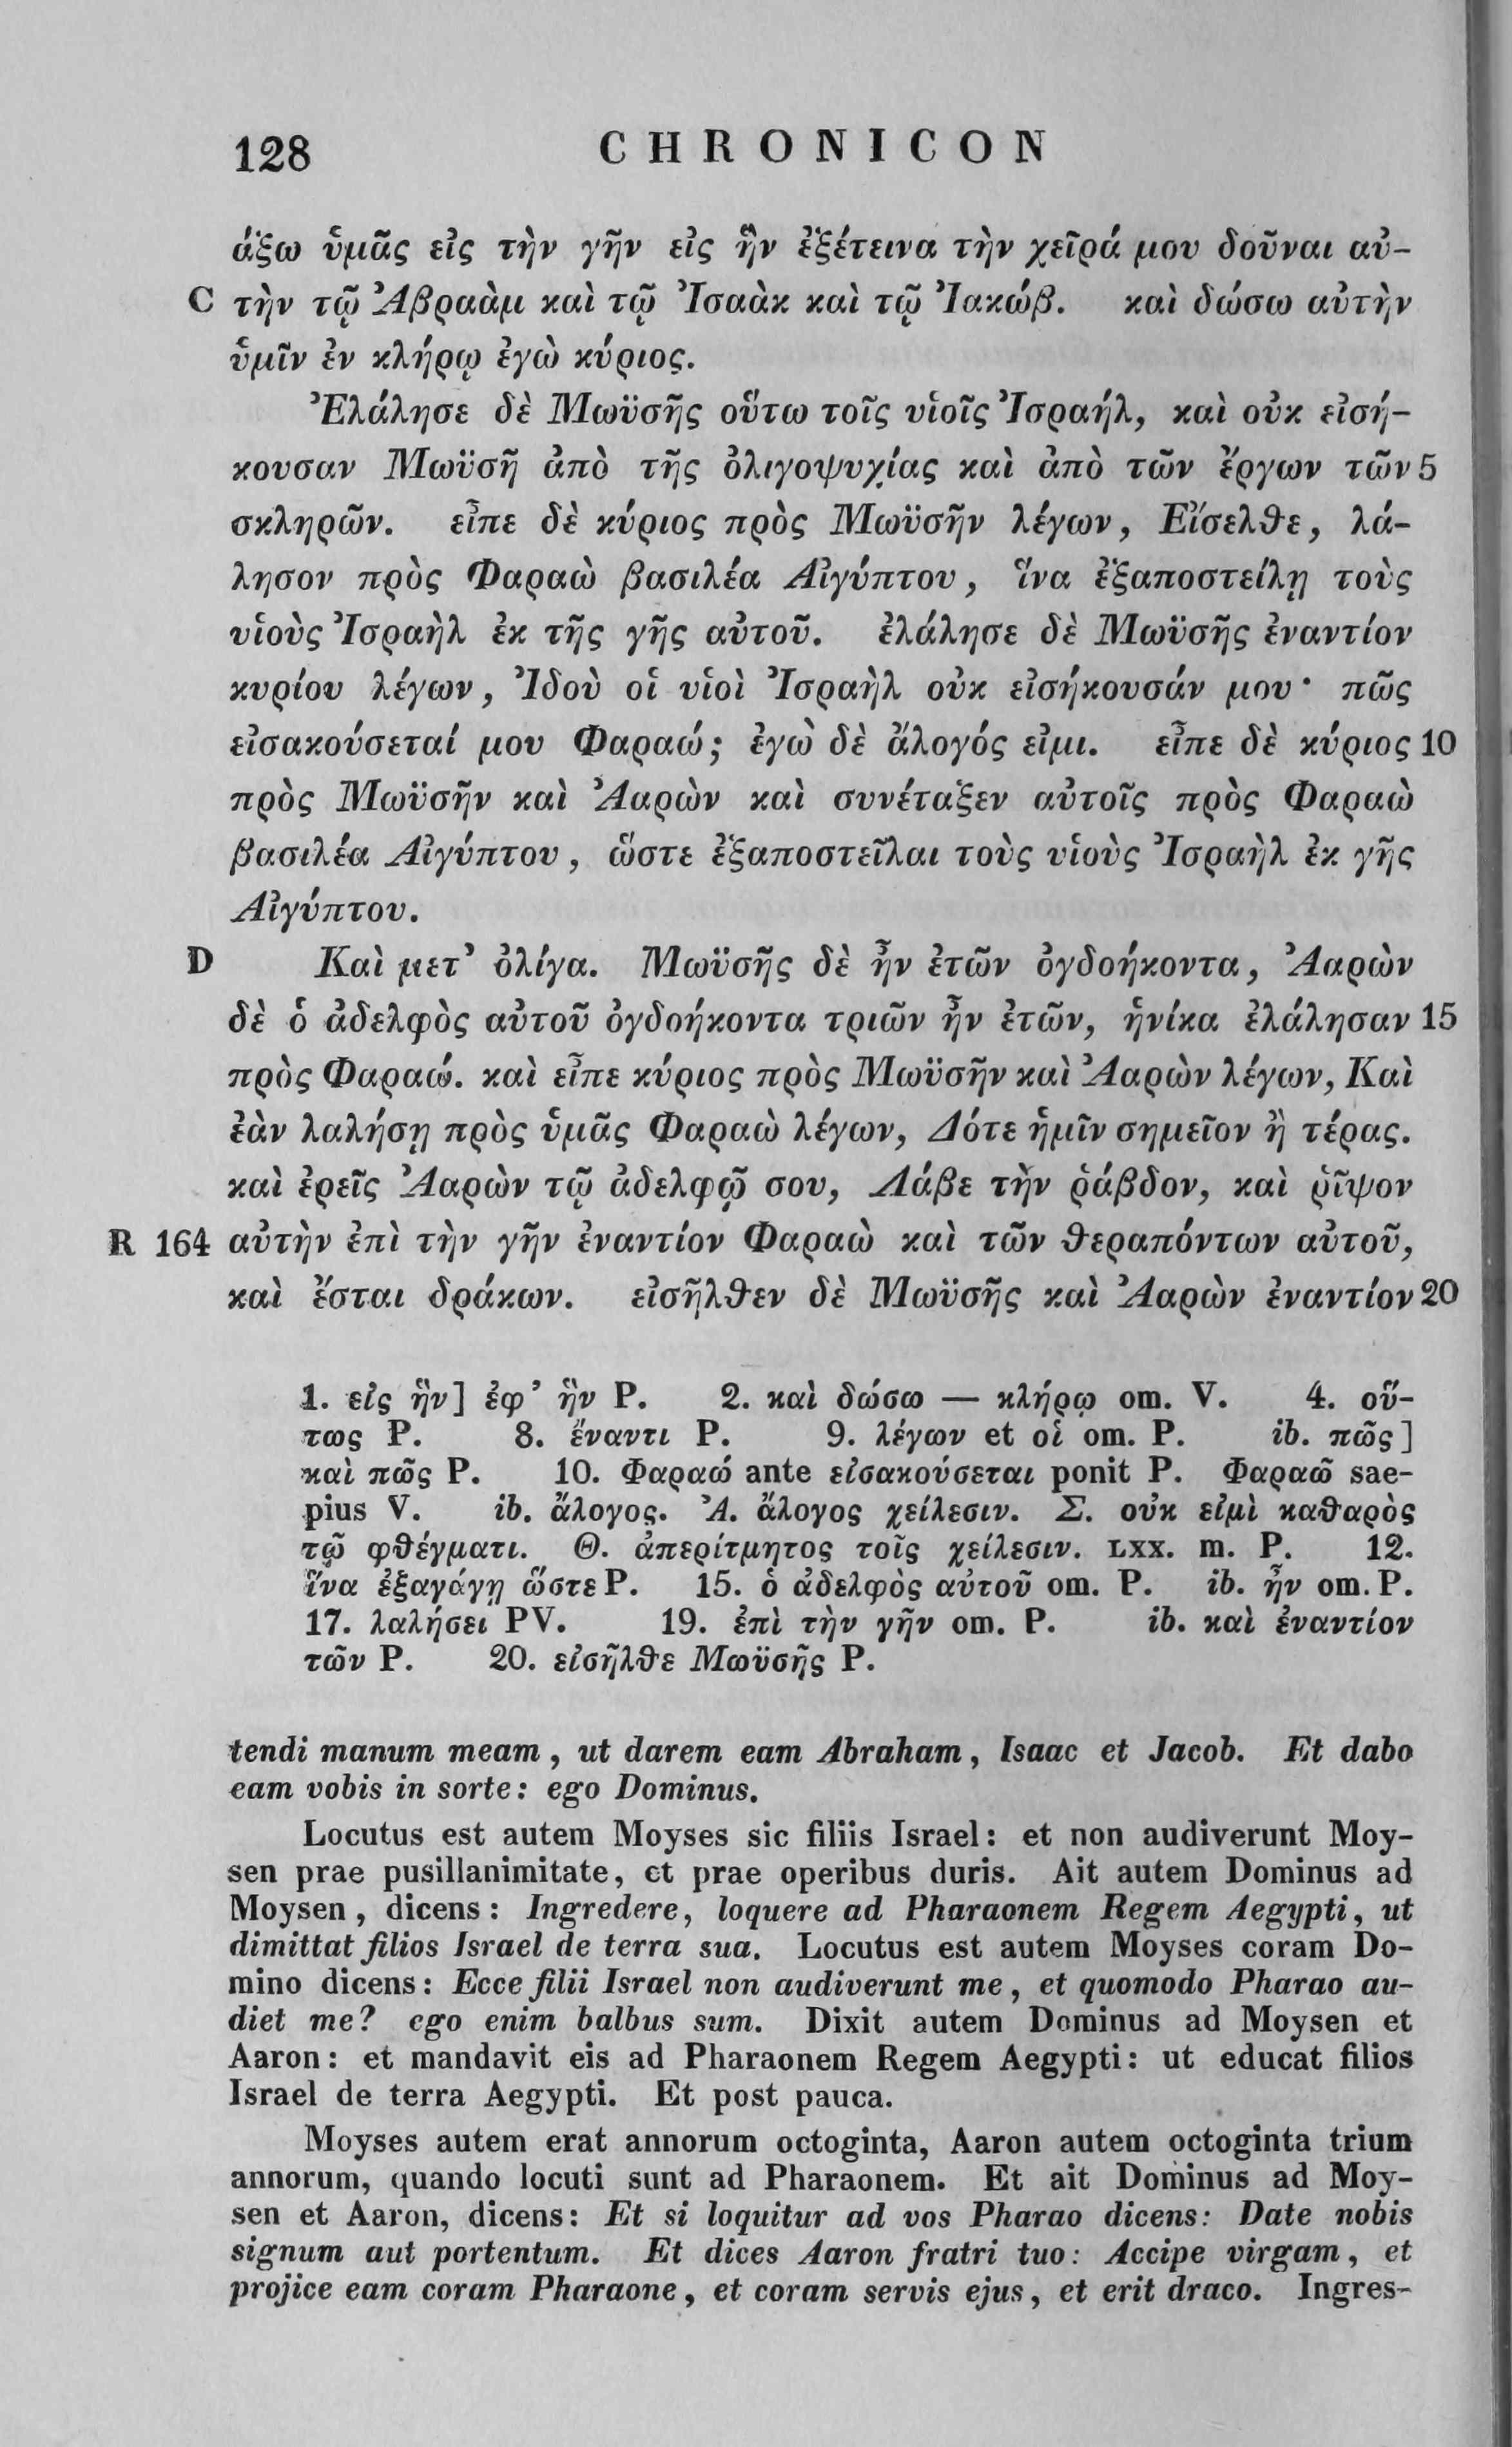 128 CHRONICON
άξω ὑμᾶς εἰς τὴν γῆν εἰς ἣν ἐξέτεινα τὴν χεῖρά μου δοῦναι αὐ-
C τὴν τῷ Ἀβραὰμ καὶ τῷ Ἰσαὰκ καὶ τῷ Ἰακώβ. καὶ δώσω αὐτὴν
ὑμῖν ἐν κλήρῳ ἐγὼ κύριος.
Ἐλάλησε δὲ Μωϋσῆς οὕτω τοῖς υἱοῖς Ἰσραήλ, καὶ οὐκ εἰσή-
κουσαν Μωϋσῆ ἀπὸ τῆς ὀλιγοψυχίας καὶ ἀπὸ τῶν ἔργων τῶν 5
σκληρῶν. εἶπε δὲ κύριος πρὸς Μωϋσῆν λέγων, Εἴσελθε, λά-
λησον πρὸς Φαραὼ βασιλέα Αἰγύπτου, ἵνα ἐξαποστείλῃ τοὺς
υἱοὺς Ἰσραὴλ ἐκ τῆς γῆς αὐτοῦ. ἐλάλησε δὲ Μωϋσῆς ἐναντίον
κυρίου λέγων, Ἰδοὺ οἱ υἱοὶ Ἰσραὴλ οὐκ εἰσήκουσάν μου· πῶς
εἰσακούσεταί μου Φαραώ; ἐγὼ δὲ ἄλογός εἰμι. εἶπε δὲ κύριος 10
πρὸς Μωϋσῆν καὶ Ἀαρὼν καὶ συνέταξεν αὐτοῖς πρὸς Φαραὼ
βασιλέα Αἰγύπτου, ὥστε ἐξαποστεῖλαι τοὺς υἱοὺς Ἰσραὴλ ἐκ γῆς
Αἰγύπτου.
D Καὶ μετ’ ὀλίγα. Μωϋσῆς δὲ ἦν ἐτῶν ὀγδοήκοντα, Ἀαρὼν
δὲ ὁ ἀδελφὸς αὐτοῦ ὀγδοήκοντα τριῶν ἦν ἐτῶν, ἡνίκα ἐλάλησαν 15
πρὸς Φαραώ. καὶ εἶπε κύριος πρὸς Μωϋσῆν καὶ Ἀαρὼν λέγων, Καὶ
ἐὰν λαλήσῃ πρὸς ὑμᾶς Φαραὼ λέγων, Δότε ἡμῖν σημεῖον ἢ τέρας.
καὶ ἐρεῖς Ἀαρὼν τῷ ἀδελφῷ σου, Λάβε τὴν ῥάβδον, καὶ ῥῖψον
R 164 αὐτὴν ἐπὶ τὴν γῆν ἐναντίον Φαραὼ καὶ τῶν θεραπόντων αὐτοῦ,
καὶ ἔσται δράκων. εἰσῆλθεν δὲ Μωϋσῆς καὶ Ἀαρὼν ἐναντίον 20
1. εἰς ἣν] ἐφ’ ἣν P. 2. καὶ δώσω — κλήρῳ om. V. 4. οὕ-
τως P. 8. ἔναντι P. 9. λέγων et οἱ om. P. ib. πῶς]
καὶ πῶς P. 10. Φαραώ ante εἰσακούσεται ponit P. Φαραῶ sae-
pius V. ib. ἄλογος. Ἀ. ἄλογος χείλεσιν. Σ. οὐκ εἰμὶ καθαρὸς
τῷ φθέγματι. Θ. ἀπερίτμητος τοῖς χείλεσιν. LXX. m. P. 12.
ἵνα ἐξαγάγῃ ὥστε P. 15. ὁ ἀδελφὸς αὐτοῦ om. P. ib. ἦν om. P.
17. λαλήσει PV. 19. ἐπὶ τὴν γῆν om. P. ib. καὶ ἐναντίον
τῶν P. 20. εἰσῆλθε Μωϋσῆς P.
tendi manum meam, ut darem eam Abraham, Isaac et Jacob. Et dabo
eam vobis in sorte: ego Dominus.
Locutus est autem Moyses sic filiis Israel: et non audiverunt Moy-
sen prae pusillanimitate, et prae operibus duris. Ait autem Dominus ad
Moysen, dicens: Ingredere, loquere ad Pharaonem Regem Aegypti, ut
dimittat filios Israel de terra sua. Locutus est autem Moyses coram Do-
mino dicens: Ecce filii Israel non audiverunt me, et quomodo Pharao au-
diet me? ego enim balbus sum. Dixit autem Dominus ad Moysen et
Aaron: et mandavit eis ad Pharaonem Regem Aegypti: ut educat filios
Israel de terra Aegypti. Et post pauca.
Moyses autem erat annorum octoginta, Aaron autem octoginta trium
annorum, quando locuti sunt ad Pharaonem. Et ait Dominus ad Moy-
sen et Aaron, dicens: Et si loquitur ad vos Pharao dicens: Date nobis
signum aut portentum. Et dices Aaron fratri tuo: Accipe virgam, et
projice eam coram Pharaone, et coram servis ejus, et erit draco. Ingres-